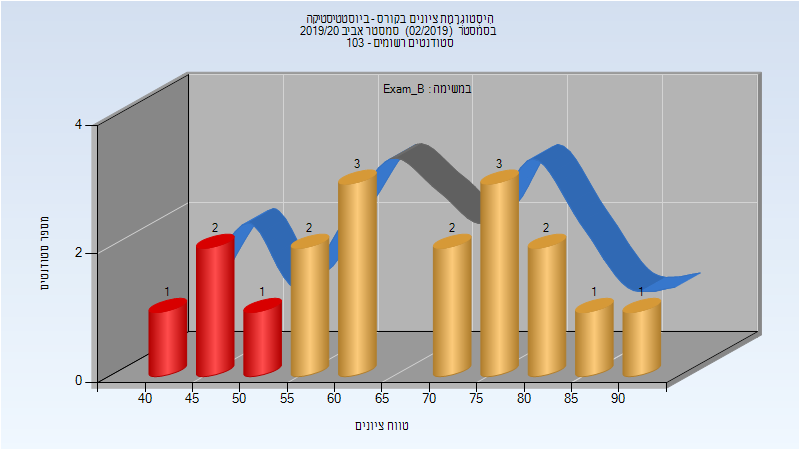 היסטוגרמת ציונים בקורס - ביוסטטיסטיקה
בסמסטר (02/2019) סמסטר אביב 2019/20
סטודנטים רשומים - 103
במשימה : Exam_B
מספר סטודנטים
4
2
0
1
2
1
2
3
2
3
2
1
1
40 45 50 55 60 65 70 75 80 85 90
טווח ציונים